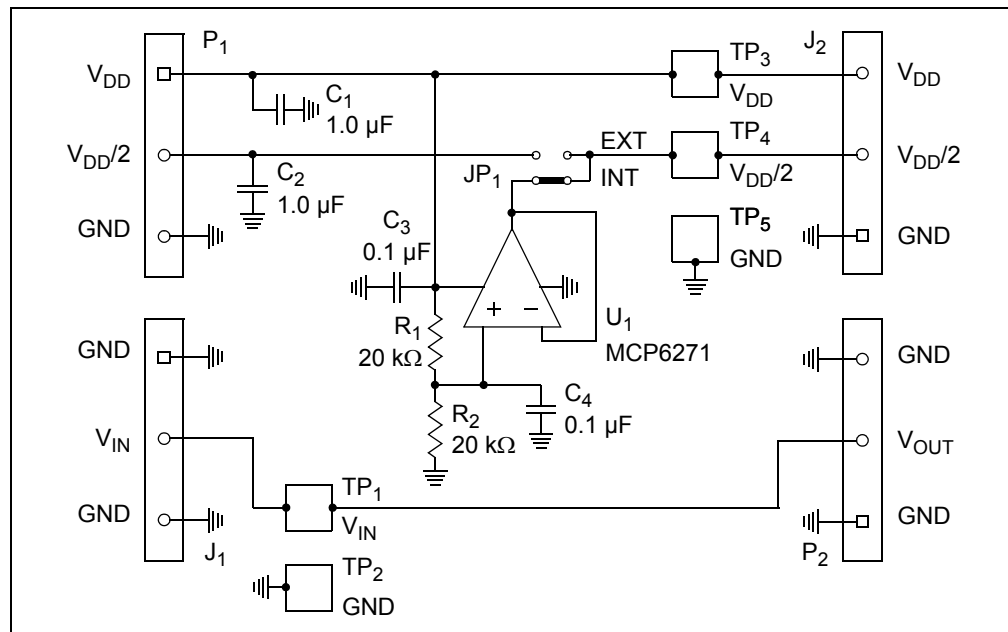 P1
J2
VDD
TP3
VDD
VDD
C1
1.0 µF
VDD/2
EXT
TP4
VDD/2
JP1
INT
VDD/2
C2
1.0 µF
GND
C3
0.1 µF
TP5
GND
GND
+ −
U1
MCP6271
R1
20 kΩ
GND
GND
C4
0.1 µF
R2
20 kΩ
VIN
VOUT
TP1
VIN
GND
GND
J1
P2
TP2
GND